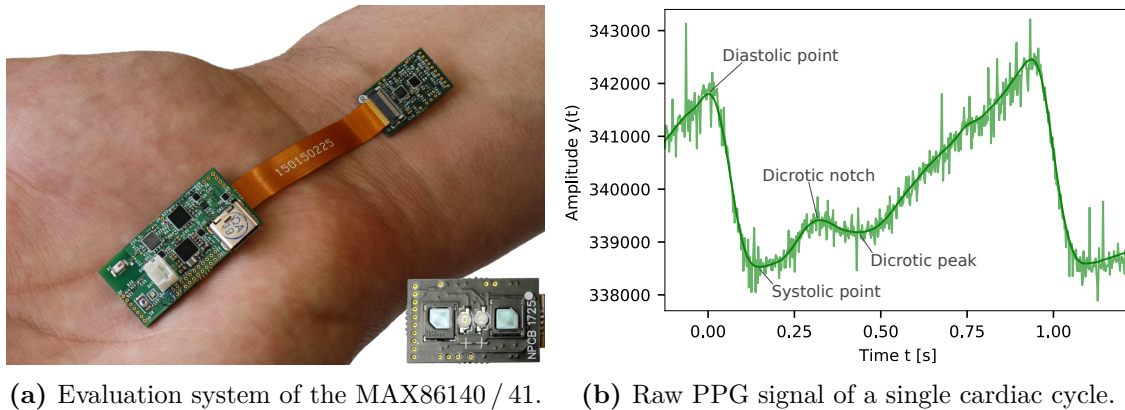 150150225
QA
V9
NPCB 1725
(a) Evaluation system of the MAX86140 / 41.
343000
342000
341000
340000
339000
338000
Amplitude y(t)
Diastolic point
Dicrotic notch
Dicrotic peak
Systolic point
0.00 0.25 0.50 0.75 1.00
Time t [s]
(b) Raw PPG signal of a single cardiac cycle.